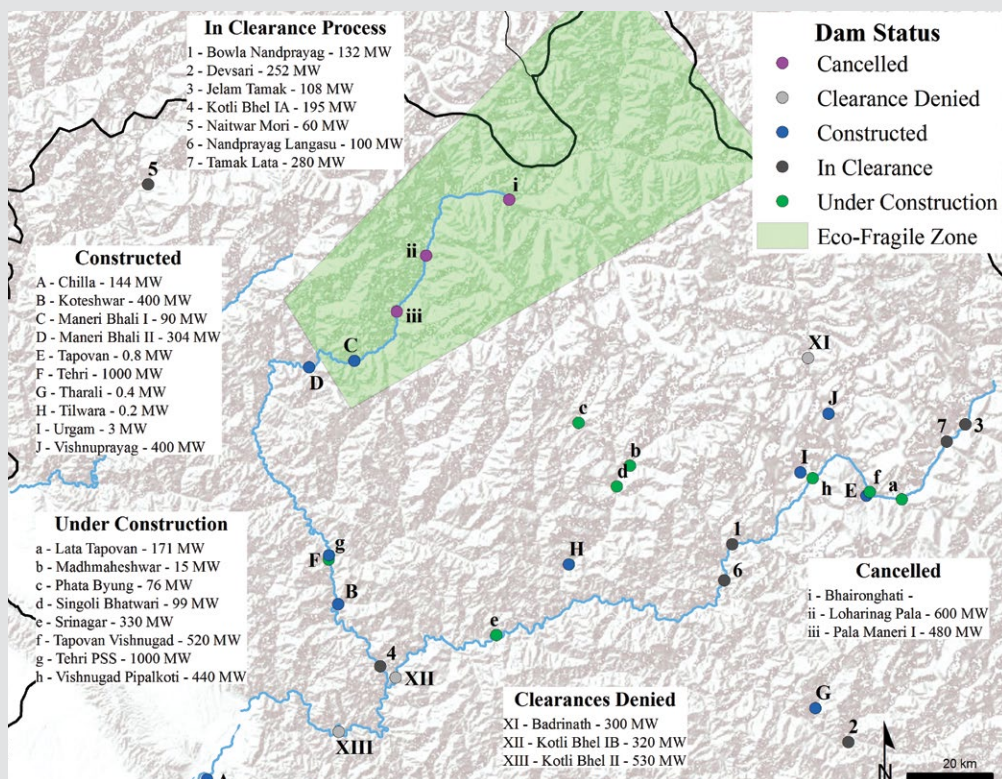 In Clearance Process
1 - Bowla Nandprayag - 132 MW
2 - Devsari - 252 MW
3 - Jelam Tamak - 108 MW
4 - Kotli Bhel IA - 195 MW
5 - Naitwar Mori - 60 MW
6 - Nandprayag Langasu - 100 MW
7 - Tamak Lata - 280 MW
Dam Status
Cancelled
Clearance Denied
Constructed
In Clearance
Under Construction
Eco-Fragile Zone
5
i
ii
iii
C
D
Constructed
A - Chilla - 144 MW
B - Koteshwar - 400 MW
C - Maneri Bhali I - 90 MW
D - Maneri Bhali II - 304 MW
E - Tapovan - 0.8 MW
F - Tehri - 1000 MW
G - Tharali - 0.4 MW
H - Tilwara - 0.2 MW
I - Urgam - 3 MW
J - Vishnuprayag - 400 MW
XI
J
c
b
d
3
7
I
h
f
E
a
Under Construction
a - Lata Tapovan - 171 MW
b - Madhmaheshwar - 15 MW
c - Phata Byung - 76 MW
d - Singoli Bhatwari - 99 MW
e - Srinagar - 330 MW
f - Tapovan Vishnugad - 520 MW
g - Tehri PSS - 1000 MW
h - Vishnugad Pipalkoti - 440 MW
g
F
B
H
1
6
e
4
XII
XIII
Cancelled
i - Bhaironghati -
ii - Loharinag Pala - 600 MW
iii - Pala Maneri I - 480 MW
Clearances Denied
XI - Badrinath - 300 MW
XII - Kotli Bhel IB - 320 MW
XIII - Kotli Bhel II - 530 MW
G
2
N
20 km